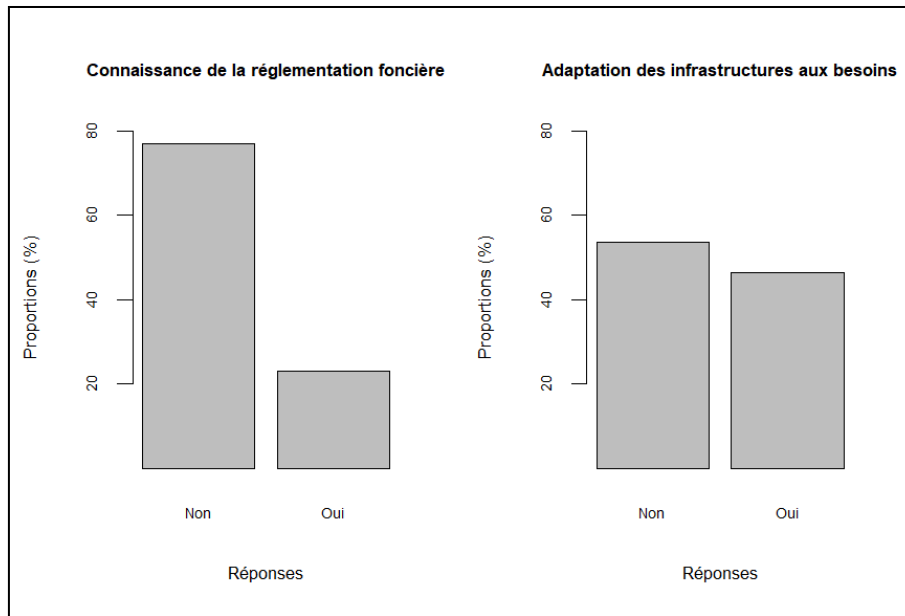 Connaissance de la réglementation foncière
Proportions (%)
80
60
40
20
Non
Oui
Réponses
Adaptation des infrastructures aux besoins
Proportions (%)
80
60
40
20
Non
Oui
Réponses